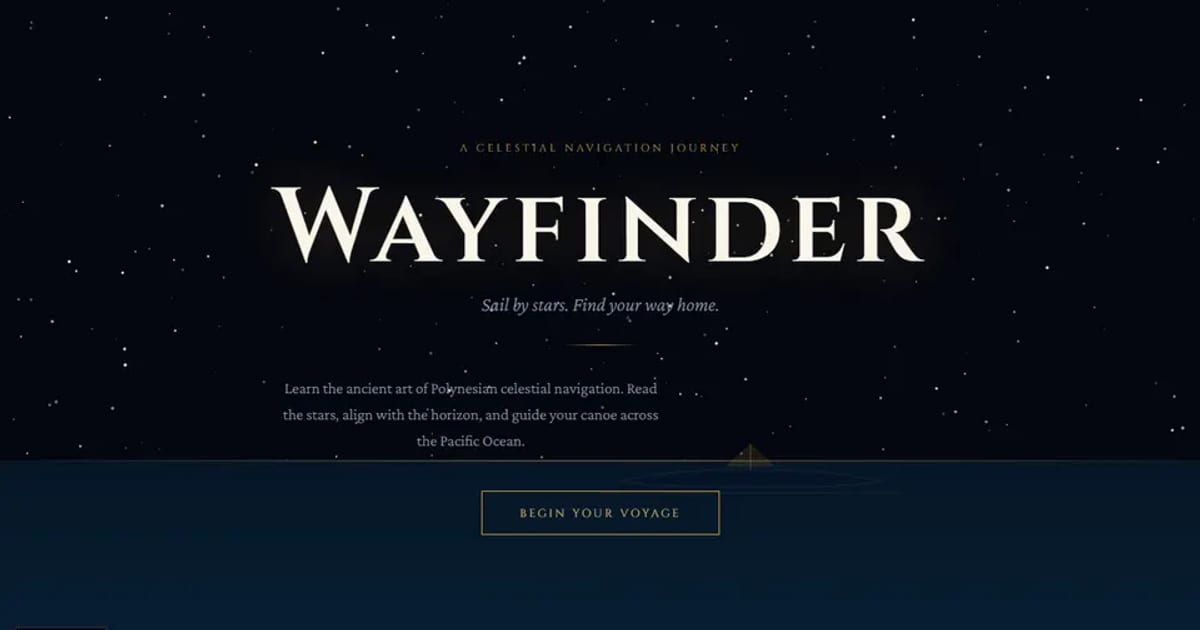 A CELESTIAL NAVIGATION JOURNEY
WAYFINDER
Sail by stars. Find your way home.
Learn the ancient art of Polynesian celestial navigation. Read
the stars, align with the horizon, and guide your canoe across
the Pacific Ocean.
BEGIN YOUR VOYAGE